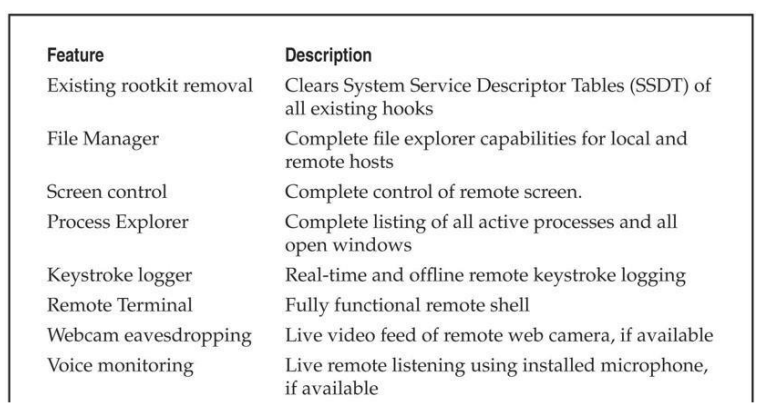 Feature Description
Existing rootkit removal Clears System Service Descriptor Tables (SSDT) of
all existing hooks
File Manager Complete file explorer capabilities for local and
remote hosts
Screen control Complete control of remote screen.
Process Explorer Complete listing of all active processes and all
open windows
Keystroke logger Real-time and offline remote keystroke logging
Remote Terminal Fully functional remote shell
Webcam eavesdropping Live video feed of remote web camera, if available
Voice monitoring Live remote listening using installed microphone,
if available